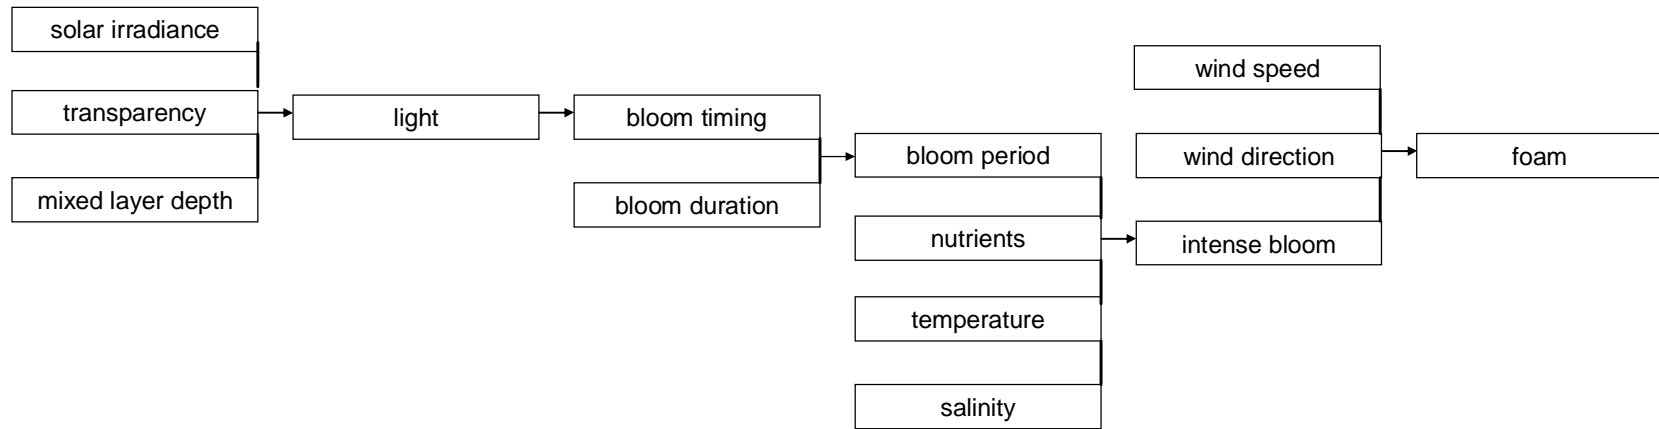 solar irradiance
transparency
mixed layer depth
light
bloom timing
bloom duration
bloom period
nutrients
temperature
salinity
wind speed
wind direction
intense bloom
foam